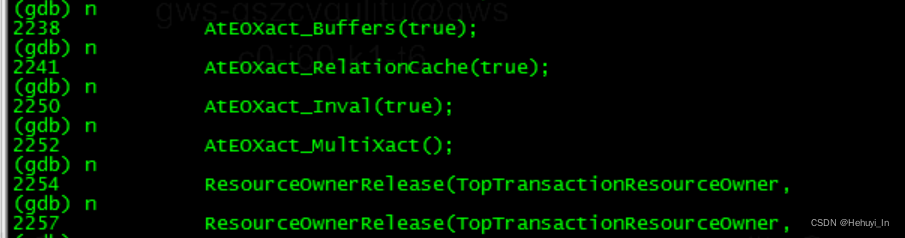 (gdb) n
2238 AtEOXact_Buffers(true);
(gdb) n
2241 AtEOXact_RelationCache(true);
(gdb) n
2250 AtEOXact_Inval(true);
(gdb) n
2252 AtEOXact_MultiXact();
(gdb) n
2254 ResourceOwnerRelease(TopTransactionResourceOwner,
(gdb) n
2257 ResourceOwnerRelease(TopTransactionResourceOwner,
CSDN @Hehuyi_In